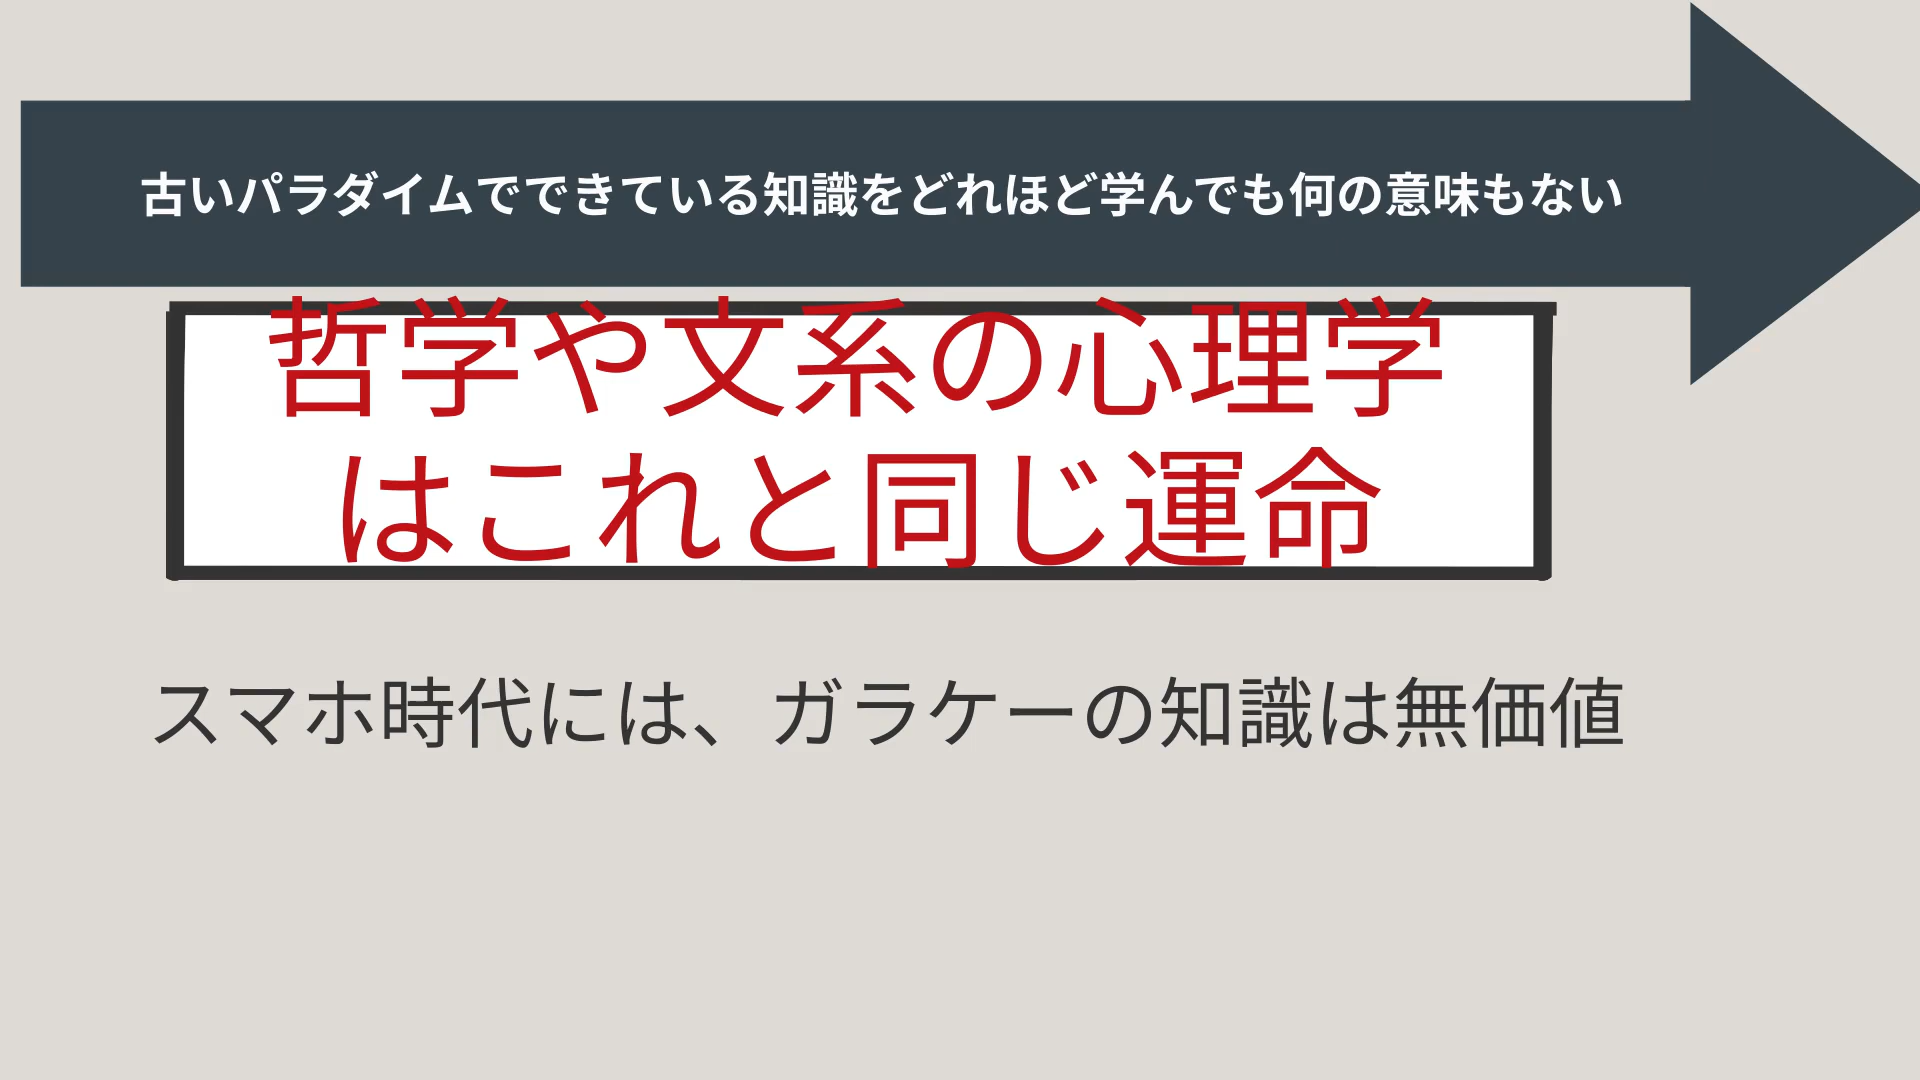 古いパラダイムでできている知識をどれほど学んでも何の意味もない
哲学や文系の心理学
はこれと同じ運命
スマホ時代には、ガラケーの知識は無価値